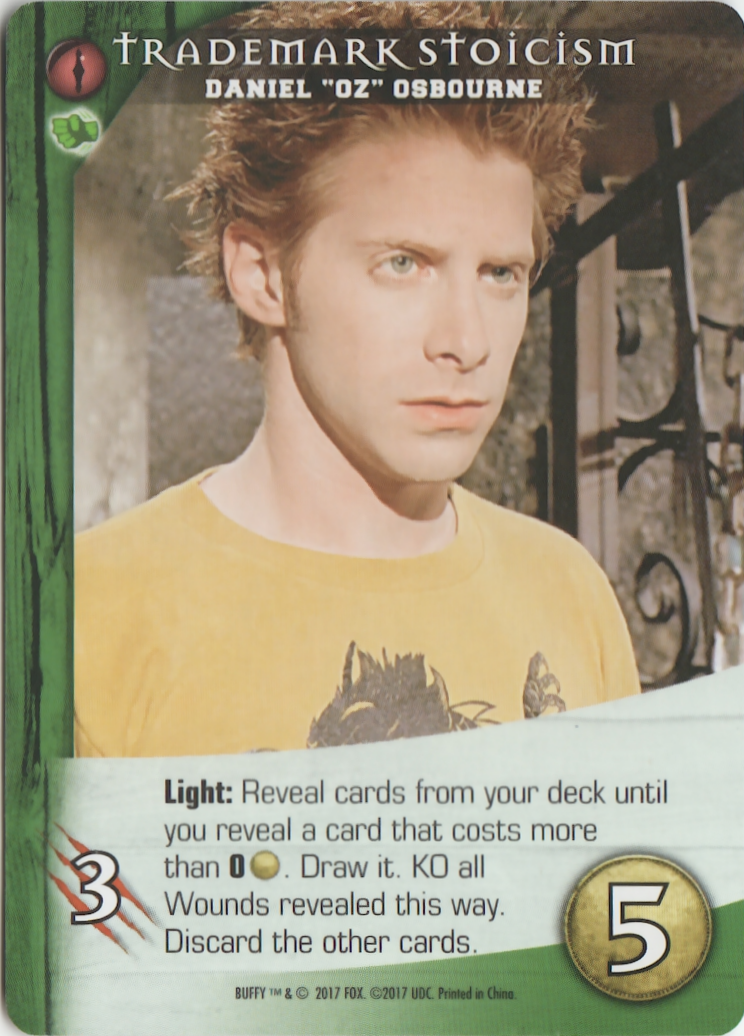 TRADEMARK STOICISM
DANIEL "OZ" OSBOURNE
Light: Reveal cards from your deck until
you reveal a card that costs more
than 0. Draw it. KO all
Wounds revealed this way.
Discard the other cards.
3
5
BUFFY ™ & © 2017 FOX. ©2017 UDC. Printed in China.